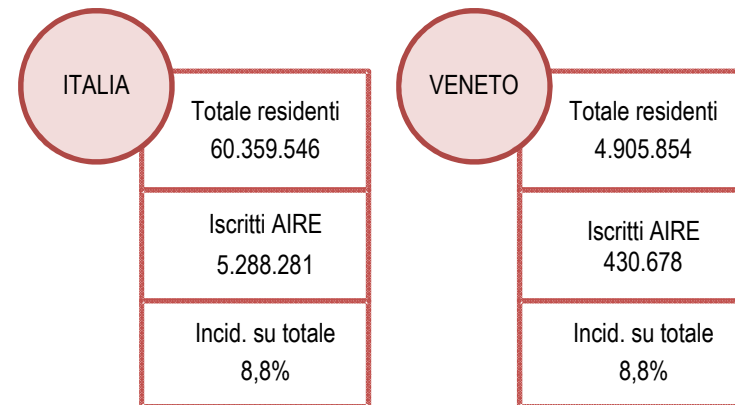 ITALIA
Totale residenti
60.359.546
Iscritti AIRE
5.288.281
Incid. su totale
8,8%
VENETO
Totale residenti
4.905.854
Iscritti AIRE
430.678
Incid. su totale
8,8%